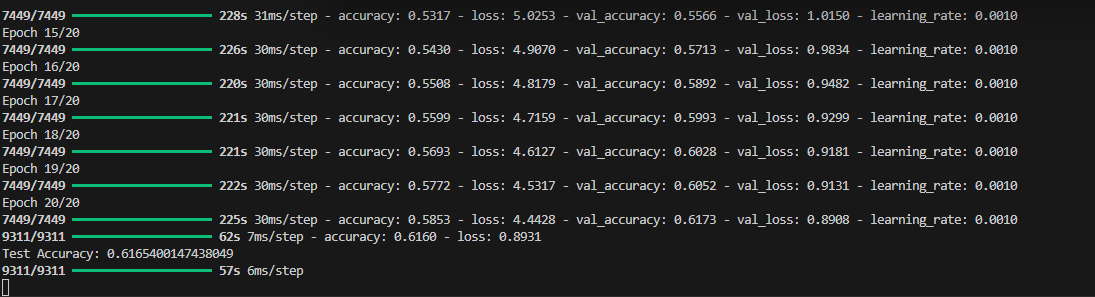 7449/7449 ━━━━━━━━━━━━━━━━━━━━ 228s 31ms/step - accuracy: 0.5317 - loss: 5.0253 - val_accuracy: 0.5566 - val_loss: 1.0150 - learning_rate: 0.0010
Epoch 15/20
7449/7449 ━━━━━━━━━━━━━━━━━━━━ 226s 30ms/step - accuracy: 0.5430 - loss: 4.9070 - val_accuracy: 0.5713 - val_loss: 0.9834 - learning_rate: 0.0010
Epoch 16/20
7449/7449 ━━━━━━━━━━━━━━━━━━━━ 220s 30ms/step - accuracy: 0.5508 - loss: 4.8179 - val_accuracy: 0.5892 - val_loss: 0.9482 - learning_rate: 0.0010
Epoch 17/20
7449/7449 ━━━━━━━━━━━━━━━━━━━━ 221s 30ms/step - accuracy: 0.5599 - loss: 4.7159 - val_accuracy: 0.5993 - val_loss: 0.9299 - learning_rate: 0.0010
Epoch 18/20
7449/7449 ━━━━━━━━━━━━━━━━━━━━ 221s 30ms/step - accuracy: 0.5693 - loss: 4.6127 - val_accuracy: 0.6028 - val_loss: 0.9181 - learning_rate: 0.0010
Epoch 19/20
7449/7449 ━━━━━━━━━━━━━━━━━━━━ 222s 30ms/step - accuracy: 0.5772 - loss: 4.5317 - val_accuracy: 0.6052 - val_loss: 0.9131 - learning_rate: 0.0010
Epoch 20/20
7449/7449 ━━━━━━━━━━━━━━━━━━━━ 225s 30ms/step - accuracy: 0.5853 - loss: 4.4428 - val_accuracy: 0.6173 - val_loss: 0.8908 - learning_rate: 0.0010
9311/9311 ━━━━━━━━━━━━━━━━━━━━ 62s 7ms/step - accuracy: 0.6160 - loss: 0.8931
Test Accuracy: 0.6165400147438049
9311/9311 ━━━━━━━━━━━━━━━━━━━━ 57s 6ms/step